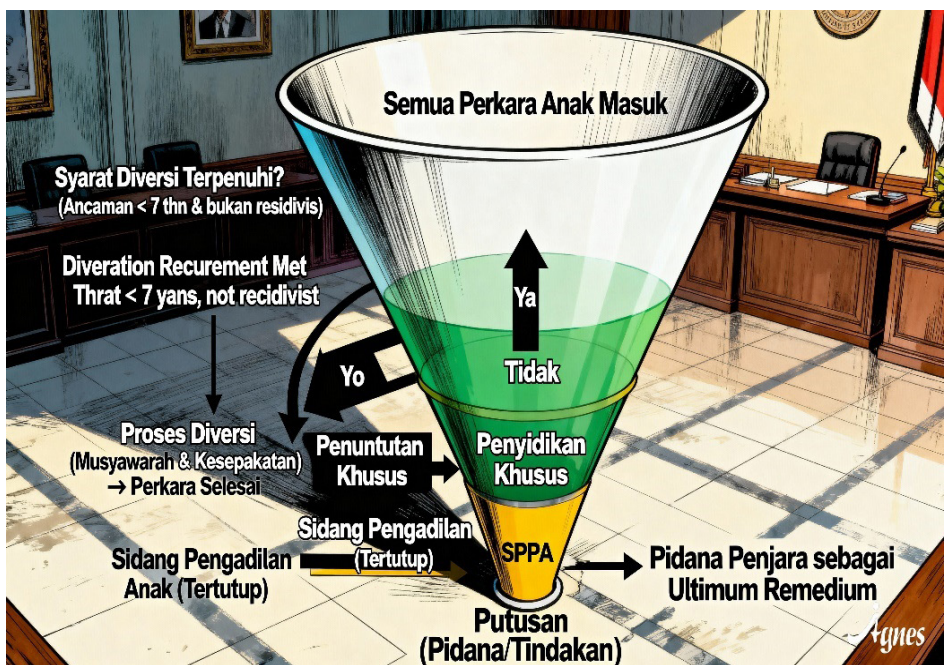 Semua Perkara Anak Masuk
Syarat Diversi Terpenuhi?
(Ancaman < 7 thn & bukan residivis)
Diveration Recurement Met
Thrat < 7 yans, not recidivist
Ya
Yo
Tidak
Proses Diversi
(Musyawarah & Kesepakatan)
→ Perkara Selesai
Penuntutan
Khusus
Penyidikan
Khusus
Sidang Pengadilan
(Tertutup)
SPPA
Sidang Pengadilan
Anak (Tertutup)
Pidana Penjara sebagai
Ultimum Remedium
Putusan
(Pidana/Tindakan)
Agnes